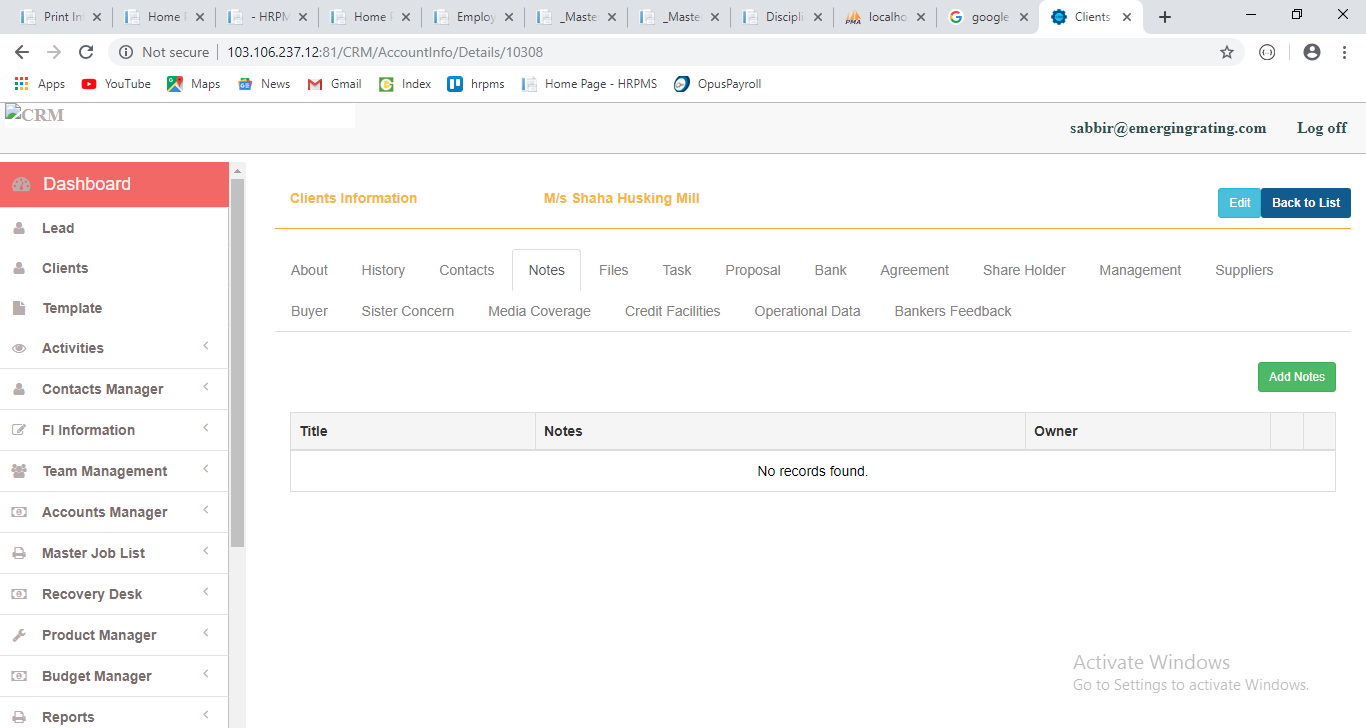 Print In Home - HRPM Home Employ _Maste _Maste Discipli localho google Clients
Not secure 103.106.237.12:81/CRM/AccountInfo/Details/10308
Apps YouTube Maps News Gmail Index hrpms Home Page - HRPMS OpusPayroll
CRM
sabbir@emergingrating.com Log off
Dashboard
Lead
Clients
Template
Activities
Contacts Manager
FI Information
Team Management
Accounts Manager
Master Job List
Recovery Desk
Product Manager
Budget Manager
Reports
Clients Information M/s Shaha Husking Mill Edit Back to List
About History Contacts Notes Files Task Proposal Bank Agreement Share Holder Management Suppliers
Buyer Sister Concern Media Coverage Credit Facilities Operational Data Bankers Feedback
Add Notes
Title Notes Owner
No records found.
Activate Windows
Go to Settings to activate Windows.